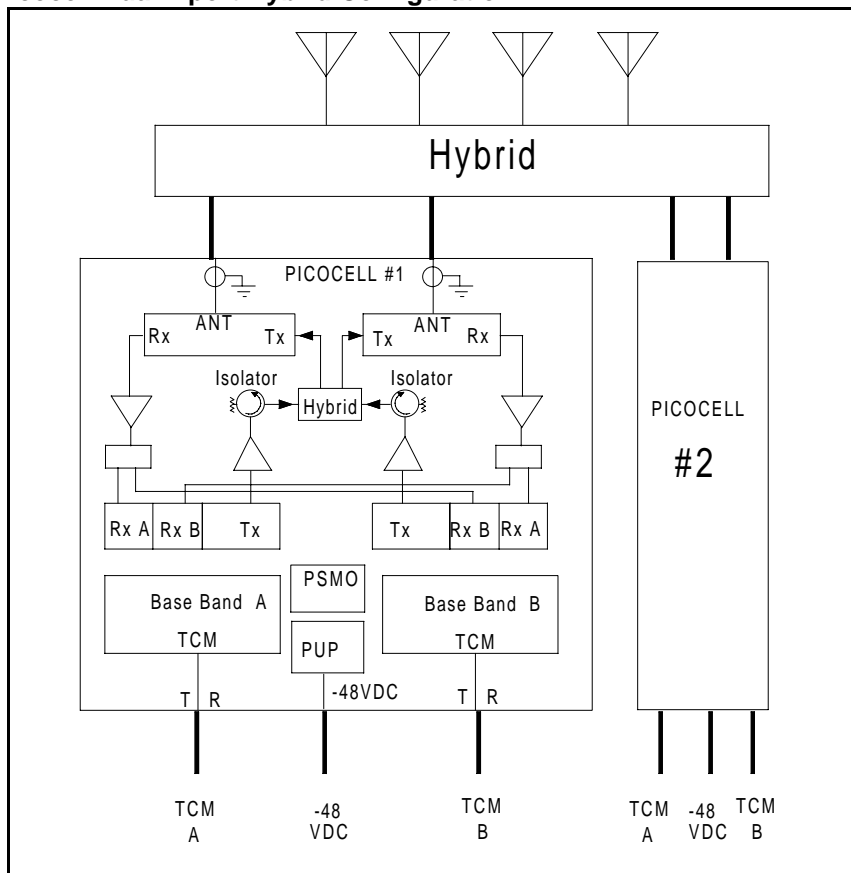 Hybrid
PICOCELL #1
ANT
Rx
Tx
ANT
Tx
Rx
Isolator
Isolator
Hybrid
PICOCELL
#2
Rx A
Rx B
Tx
Tx
Rx B
Rx A
PSMO
Base Band A
Base Band B
TCM
PUP
TCM
-48VDC
T R
T R
TCM
A
-48
VDC
TCM
B
TCM
A
-48
VDC
TCM
B